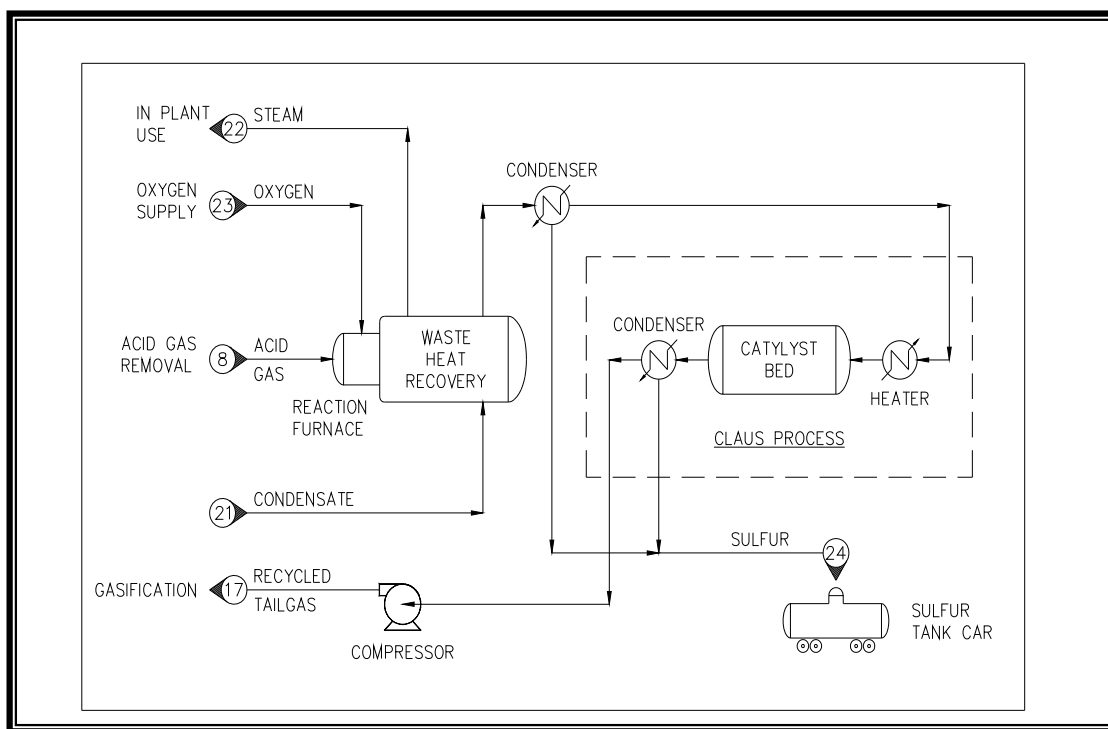 IN PLANT
USE
22
STEAM
OXYGEN
SUPPLY
23
OXYGEN
CONDENSER
ACID GAS
REMOVAL
8
ACID
GAS
REACTION
FURNACE
WASTE
HEAT
RECOVERY
CONDENSER
CATYLYST
BED
HEATER
CLAUS PROCESS
21
CONDENSATE
SULFUR
24
GASIFICATION
17
RECYCLED
TAILGAS
COMPRESSOR
SULFUR
TANK CAR